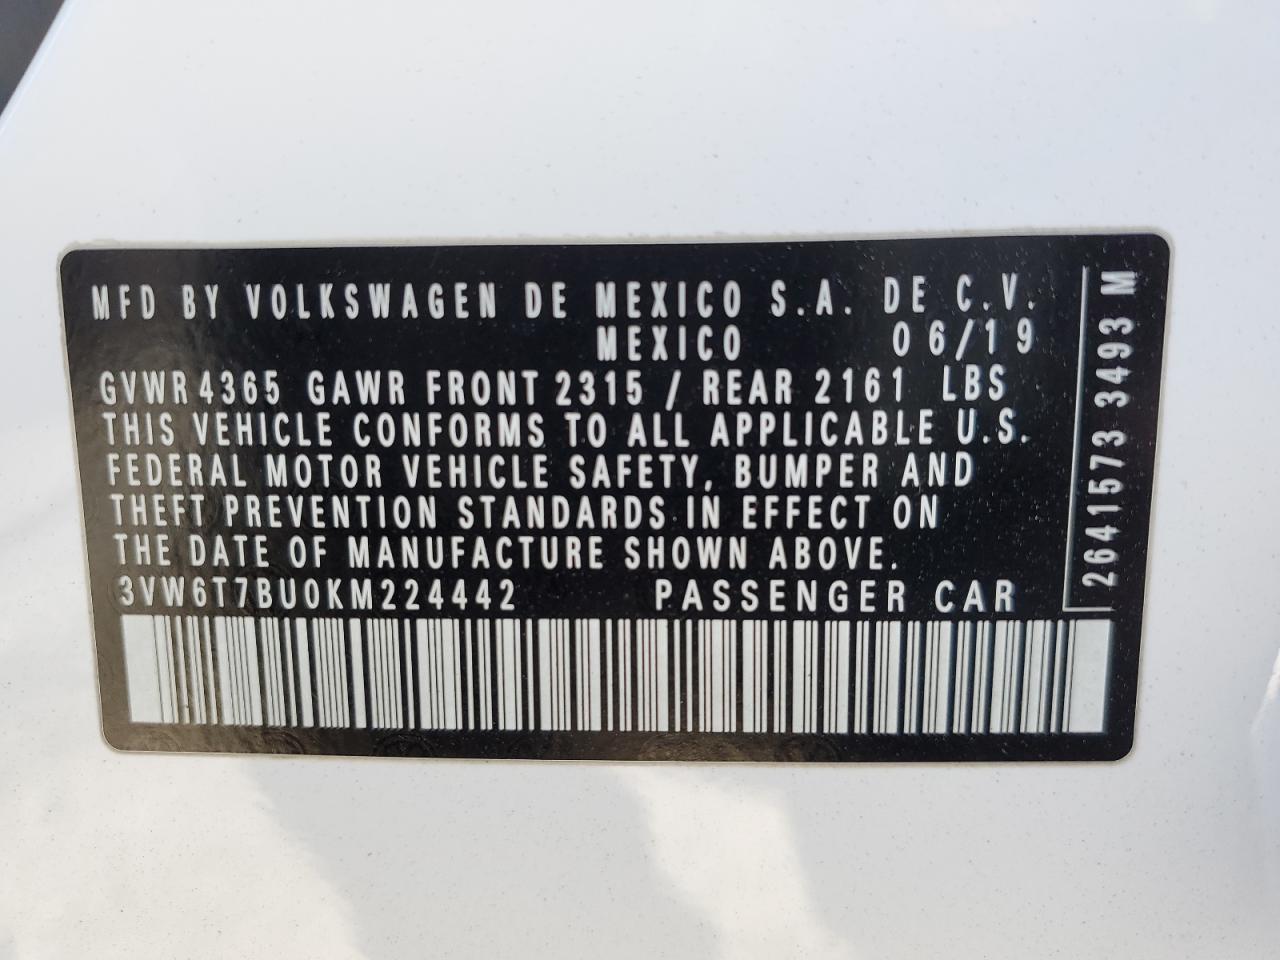 MFD BY VOLKSWAGEN DE MEXICO S.A. DE C.V.
MEXICO 06/19
GVWR 4365 GAWR FRONT 2315 / REAR 2161 LBS
THIS VEHICLE CONFORMS TO ALL APPLICABLE U.S.
FEDERAL MOTOR VEHICLE SAFETY, BUMPER AND
THEFT PREVENTION STANDARDS IN EFFECT ON
THE DATE OF MANUFACTURE SHOWN ABOVE.
3VW6T7BU0KM224442 PASSENGER CAR
2641573 3493 M